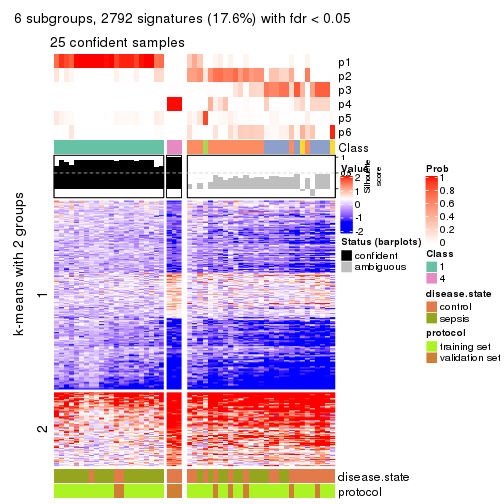 6 subgroups, 2792 signatures (17.6%) with fdr < 0.05
25 confident samples
p1
p2
p3
p4
p5
p6
Class
1
Silhouette
score
Value
2
1
0
-1
-2
Status (barplots)
confident
ambiguous
Prob
1
0.8
0.6
0.4
0.2
0
Class
1
4
disease.state
control
sepsis
protocol
training set
validation set
k-means with 2 groups
1
2
disease.state
protocol